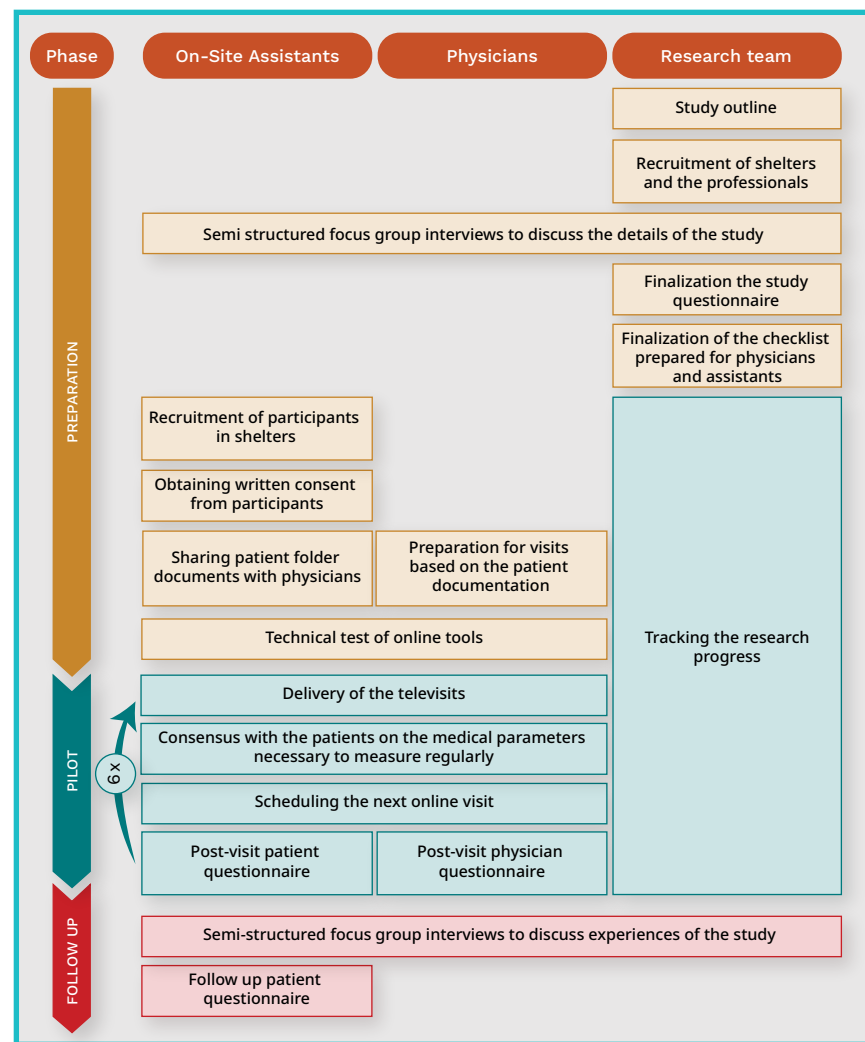 Phase
On-Site Assistants
Physicians
Research team
PREPARATION
Study outline
Recruitment of shelters
and the professionals
Semi structured focus group interviews to discuss the details of the study
Finalization the study
questionnaire
Finalization of the checklist
prepared for physicians
and assistants
Recruitment of participants
in shelters
Obtaining written consent
from participants
Sharing patient folder
documents with physicians
Preparation for visits
based on the patient
documentation
Technical test of online tools
Tracking the research
progress
PILOT
6x
Delivery of the televisits
Consensus with the patients on the medical parameters
necessary to measure regularly
Scheduling the next online visit
Post-visit patient
questionnaire
Post-visit physician
questionnaire
FOLLOW UP
Semi-structured focus group interviews to discuss experiences of the study
Follow up patient
questionnaire